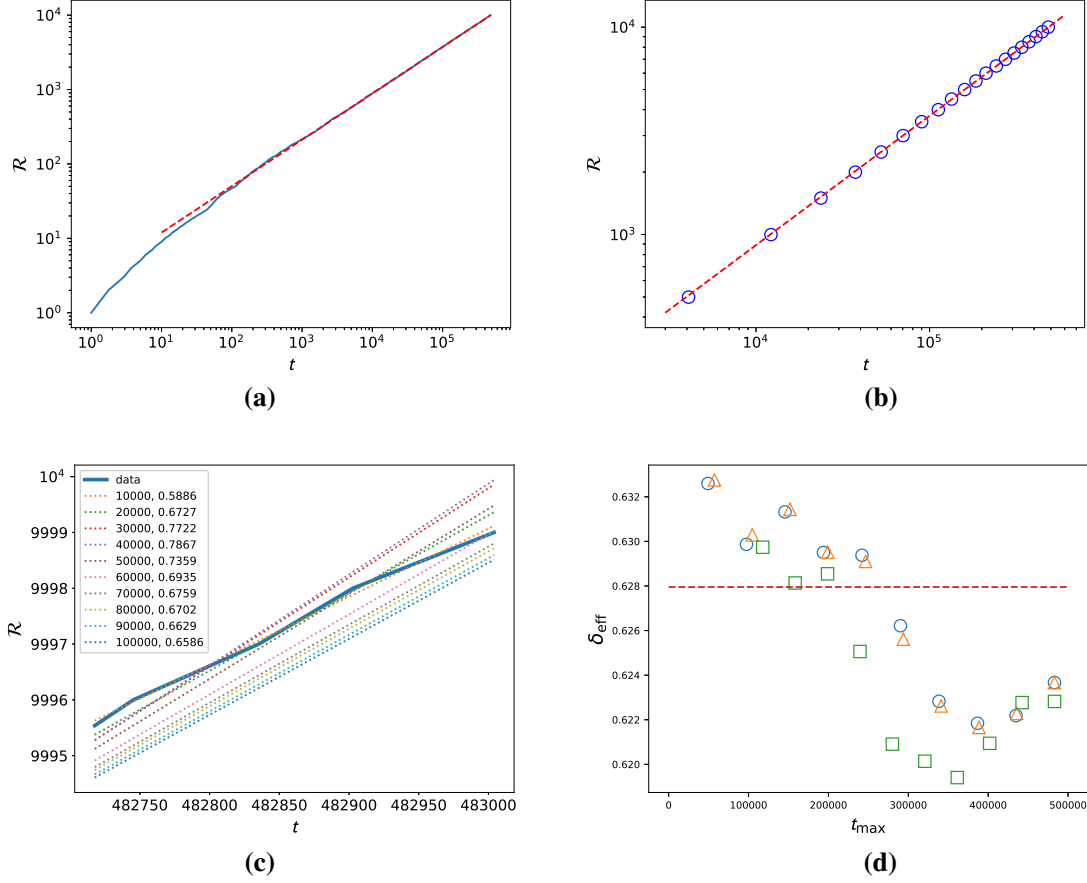 10⁴
10³
10²
10¹
10⁰
ℛ
10⁰ 10¹ 10² 10³ 10⁴ 10⁵
t
(a)
10⁴
10³
ℛ
10⁴ 10⁵
t
(b)
10⁴
9999
9998
9997
9996
9995
ℛ
data
10000, 0.5886
20000, 0.6727
30000, 0.7722
40000, 0.7867
50000, 0.7359
60000, 0.6935
70000, 0.6759
80000, 0.6702
90000, 0.6629
100000, 0.6586
482750 482800 482850 482900 482950 483000
t
(c)
0.632
0.630
0.628
0.626
0.624
0.622
0.620
δeff
0 100000 200000 300000 400000 500000
tmax
(d)